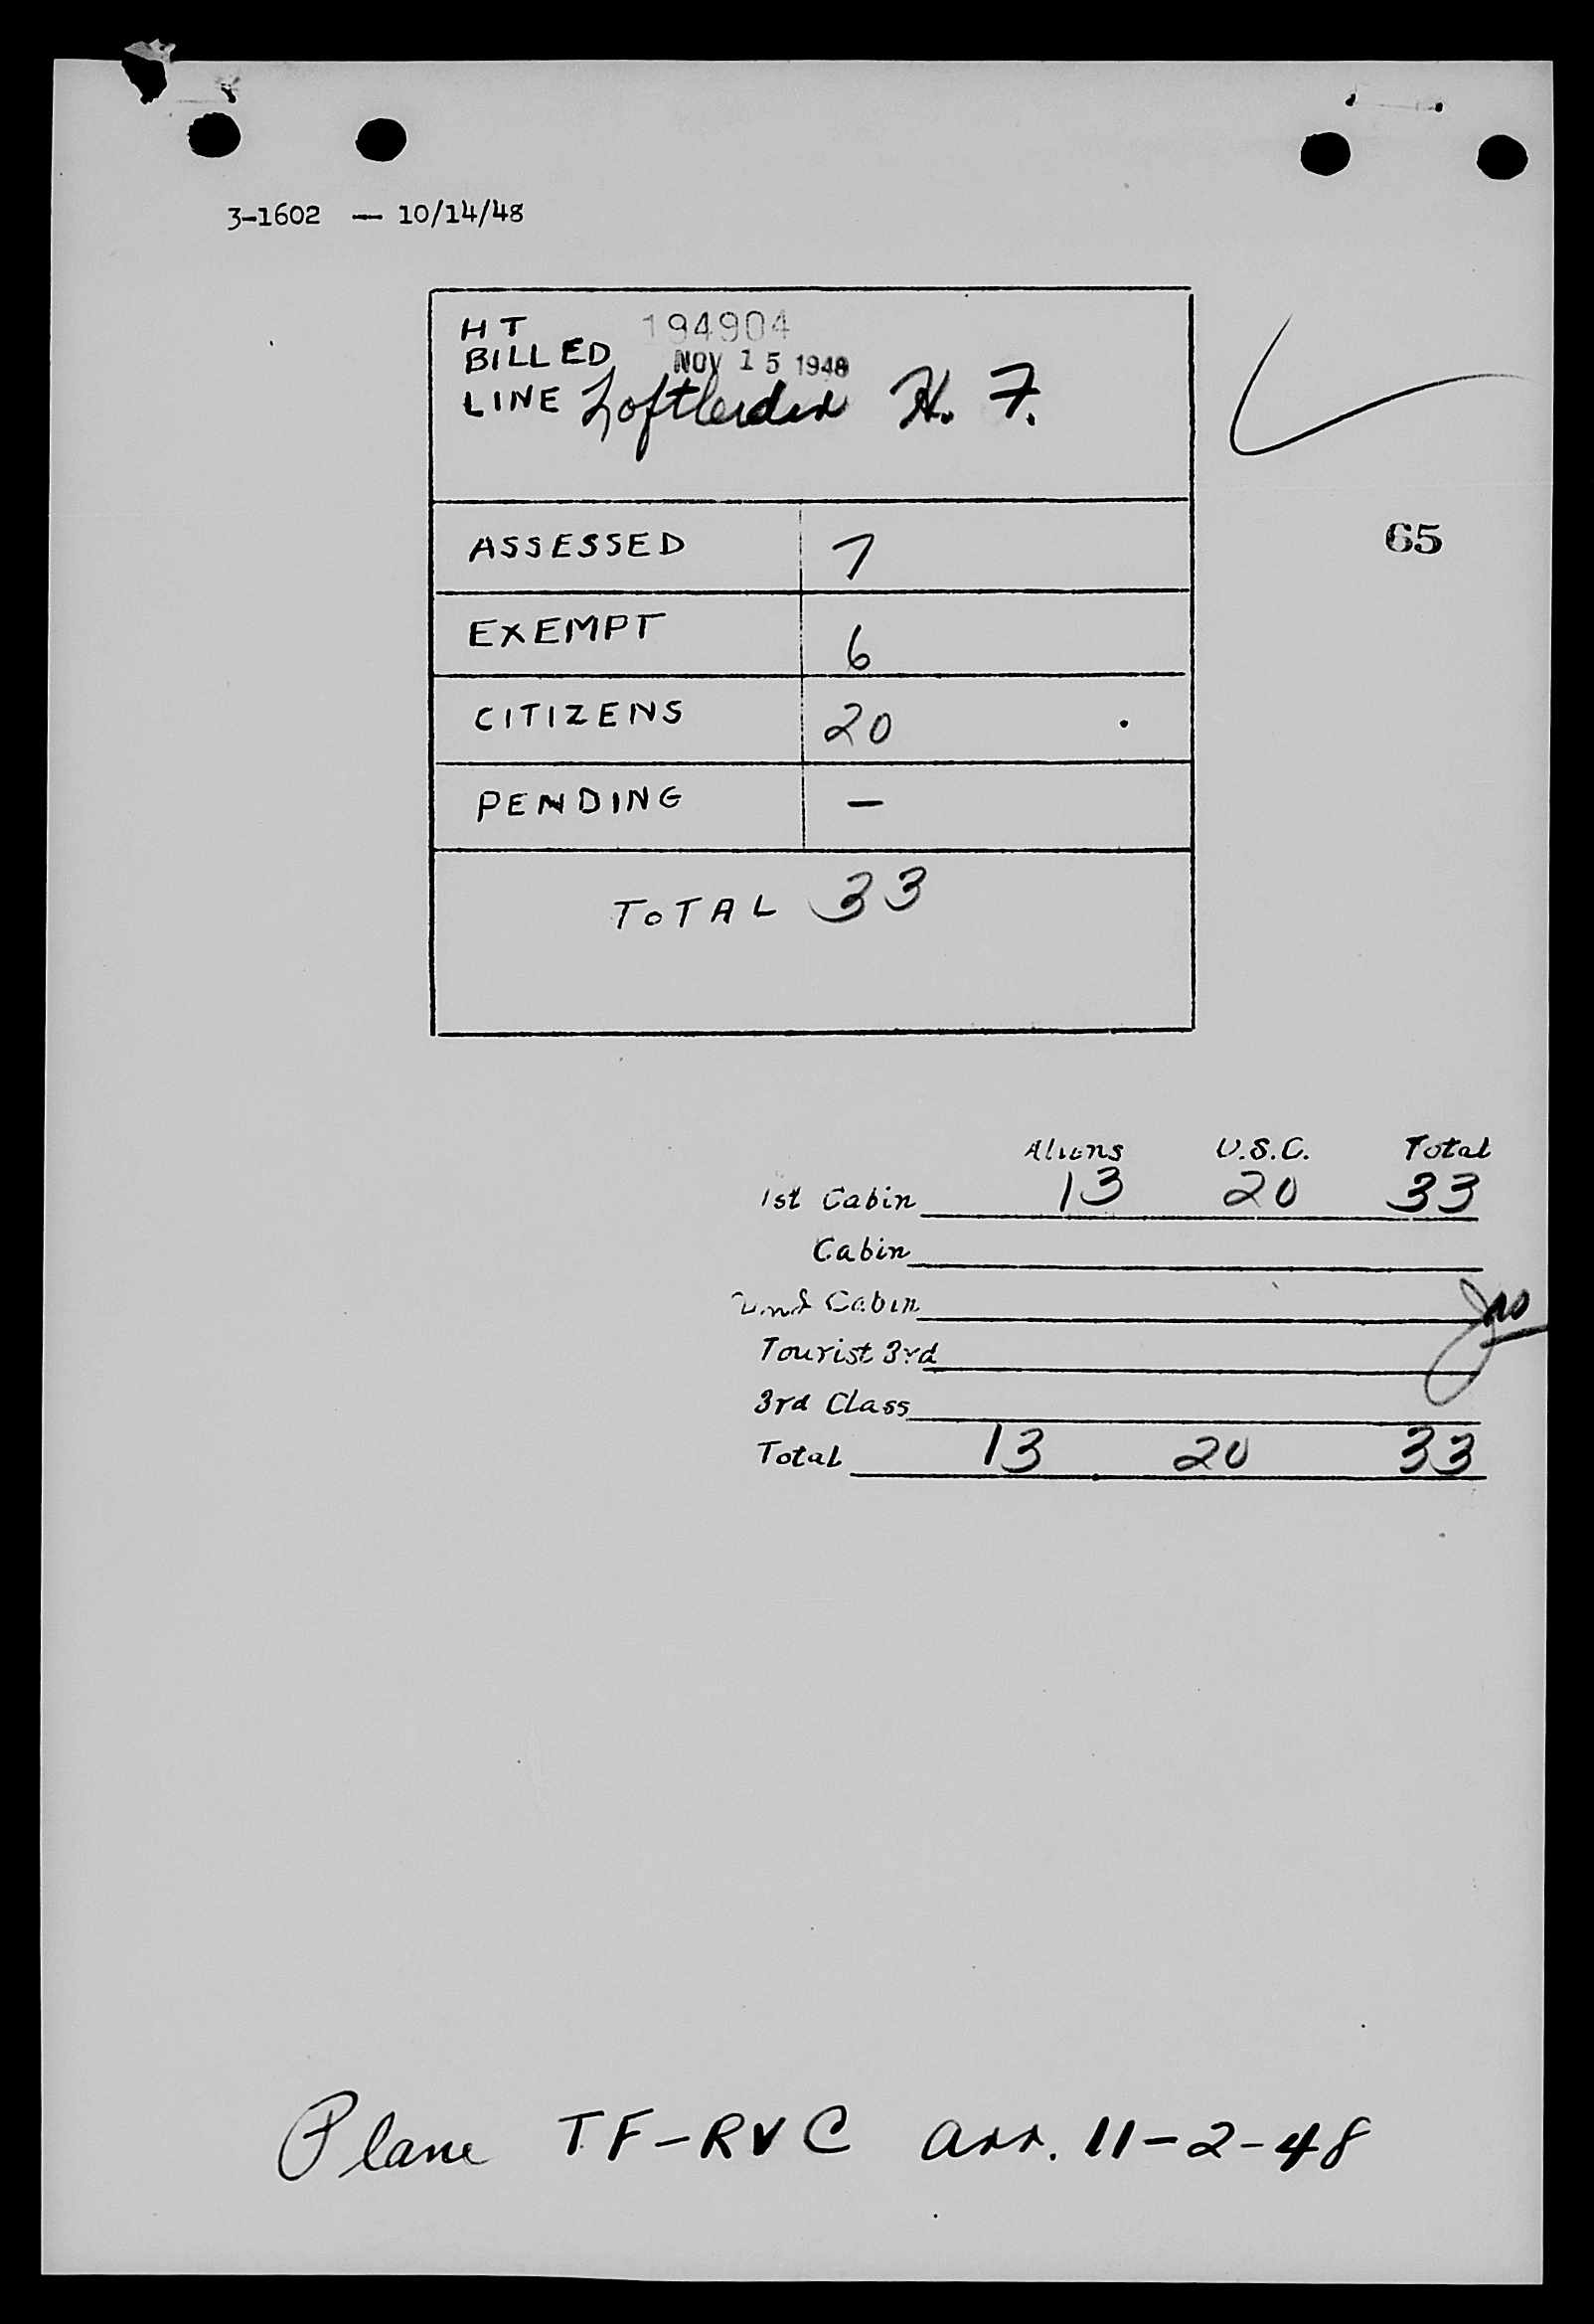 3-1602 — 10/14/48
HT 194904
BILLED NOV 15 1948
LINE Loftleidir H. F.
ASSESSED 7
65
EXEMPT 6
CITIZENS 20
PENDING —
TOTAL 33
Aliens U.S.C. Total
1st Cabin 13 20 33
Cabin
2nd Cabin
Tourist 3rd
3rd Class
Total 13 20 33
Plane TF-RVC arr. 11-2-48